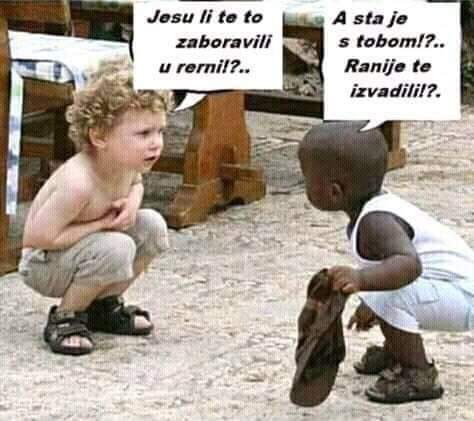 Jesu li te to
zaboravili
u rerni!?..
A sta je
s tobom!?..
Ranije te
izvadili!?.